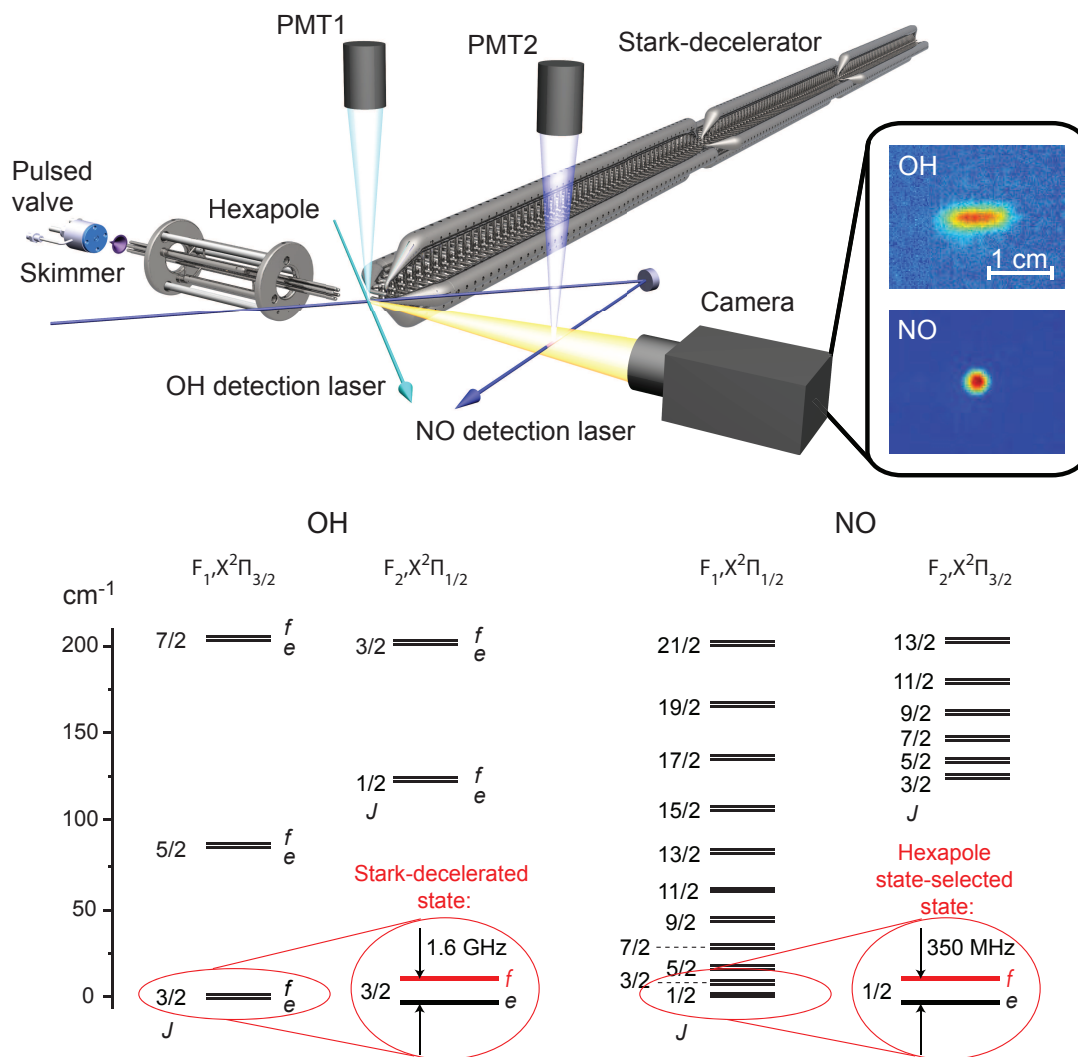 PMT1
PMT2
Stark-decelerator
Pulsed
valve
Hexapole
Skimmer
Camera
OH detection laser
NO detection laser
OH
1 cm
NO
OH
NO
F₁,X²Π₃/₂
F₂,X²Π₁/₂
F₁,X²Π₁/₂
F₂,X²Π₃/₂
cm⁻¹
200
150
100
50
0
7/2
f
e
5/2
f
e
3/2
f
e
J
3/2
f
e
1/2
f
e
J
Stark-decelerated
state:
1.6 GHz
3/2
f
e
21/2
19/2
17/2
15/2
13/2
11/2
9/2
7/2
5/2
3/2
1/2
J
13/2
11/2
9/2
7/2
5/2
3/2
J
Hexapole
state-selected
state:
350 MHz
1/2
f
e